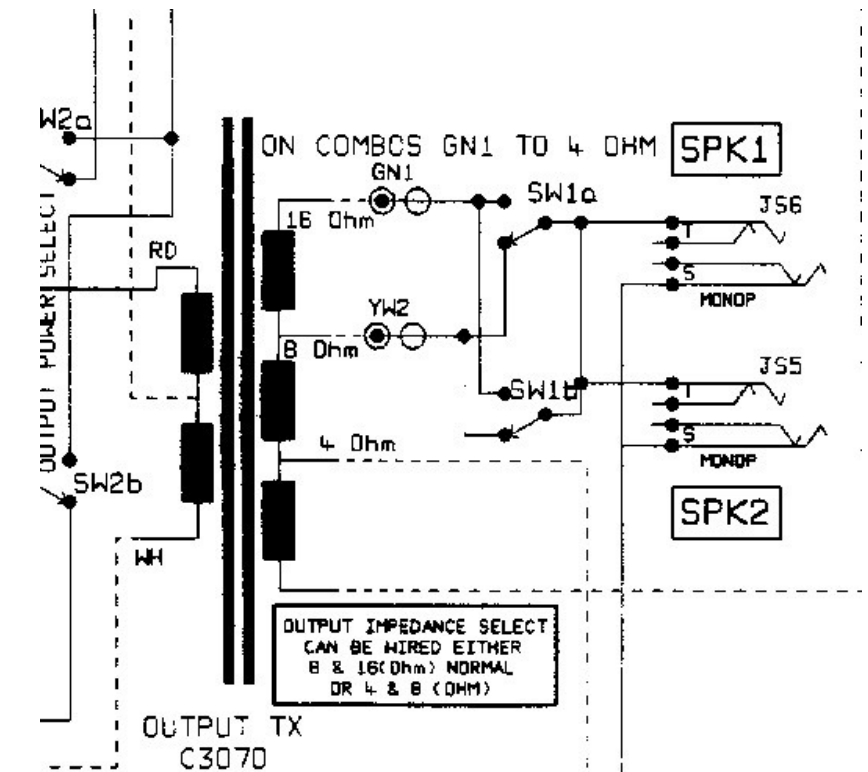 W2a
ON COMBOS GN1 TO 4 OHM
SPK1
GN1
SW1a
JS6
16 Ohm
T
S
MONOP
RD
YW2
8 Ohm
OUTPUT POWER SELECT
SW1b
JS5
T
S
MONOP
4 Ohm
SW2b
SPK2
WH
OUTPUT IMPEDANCE SELECT
CAN BE WIRED EITHER
8 & 16(Ohm) NORMAL
OR 4 & 8 (OHM)
OUTPUT TX
C3070